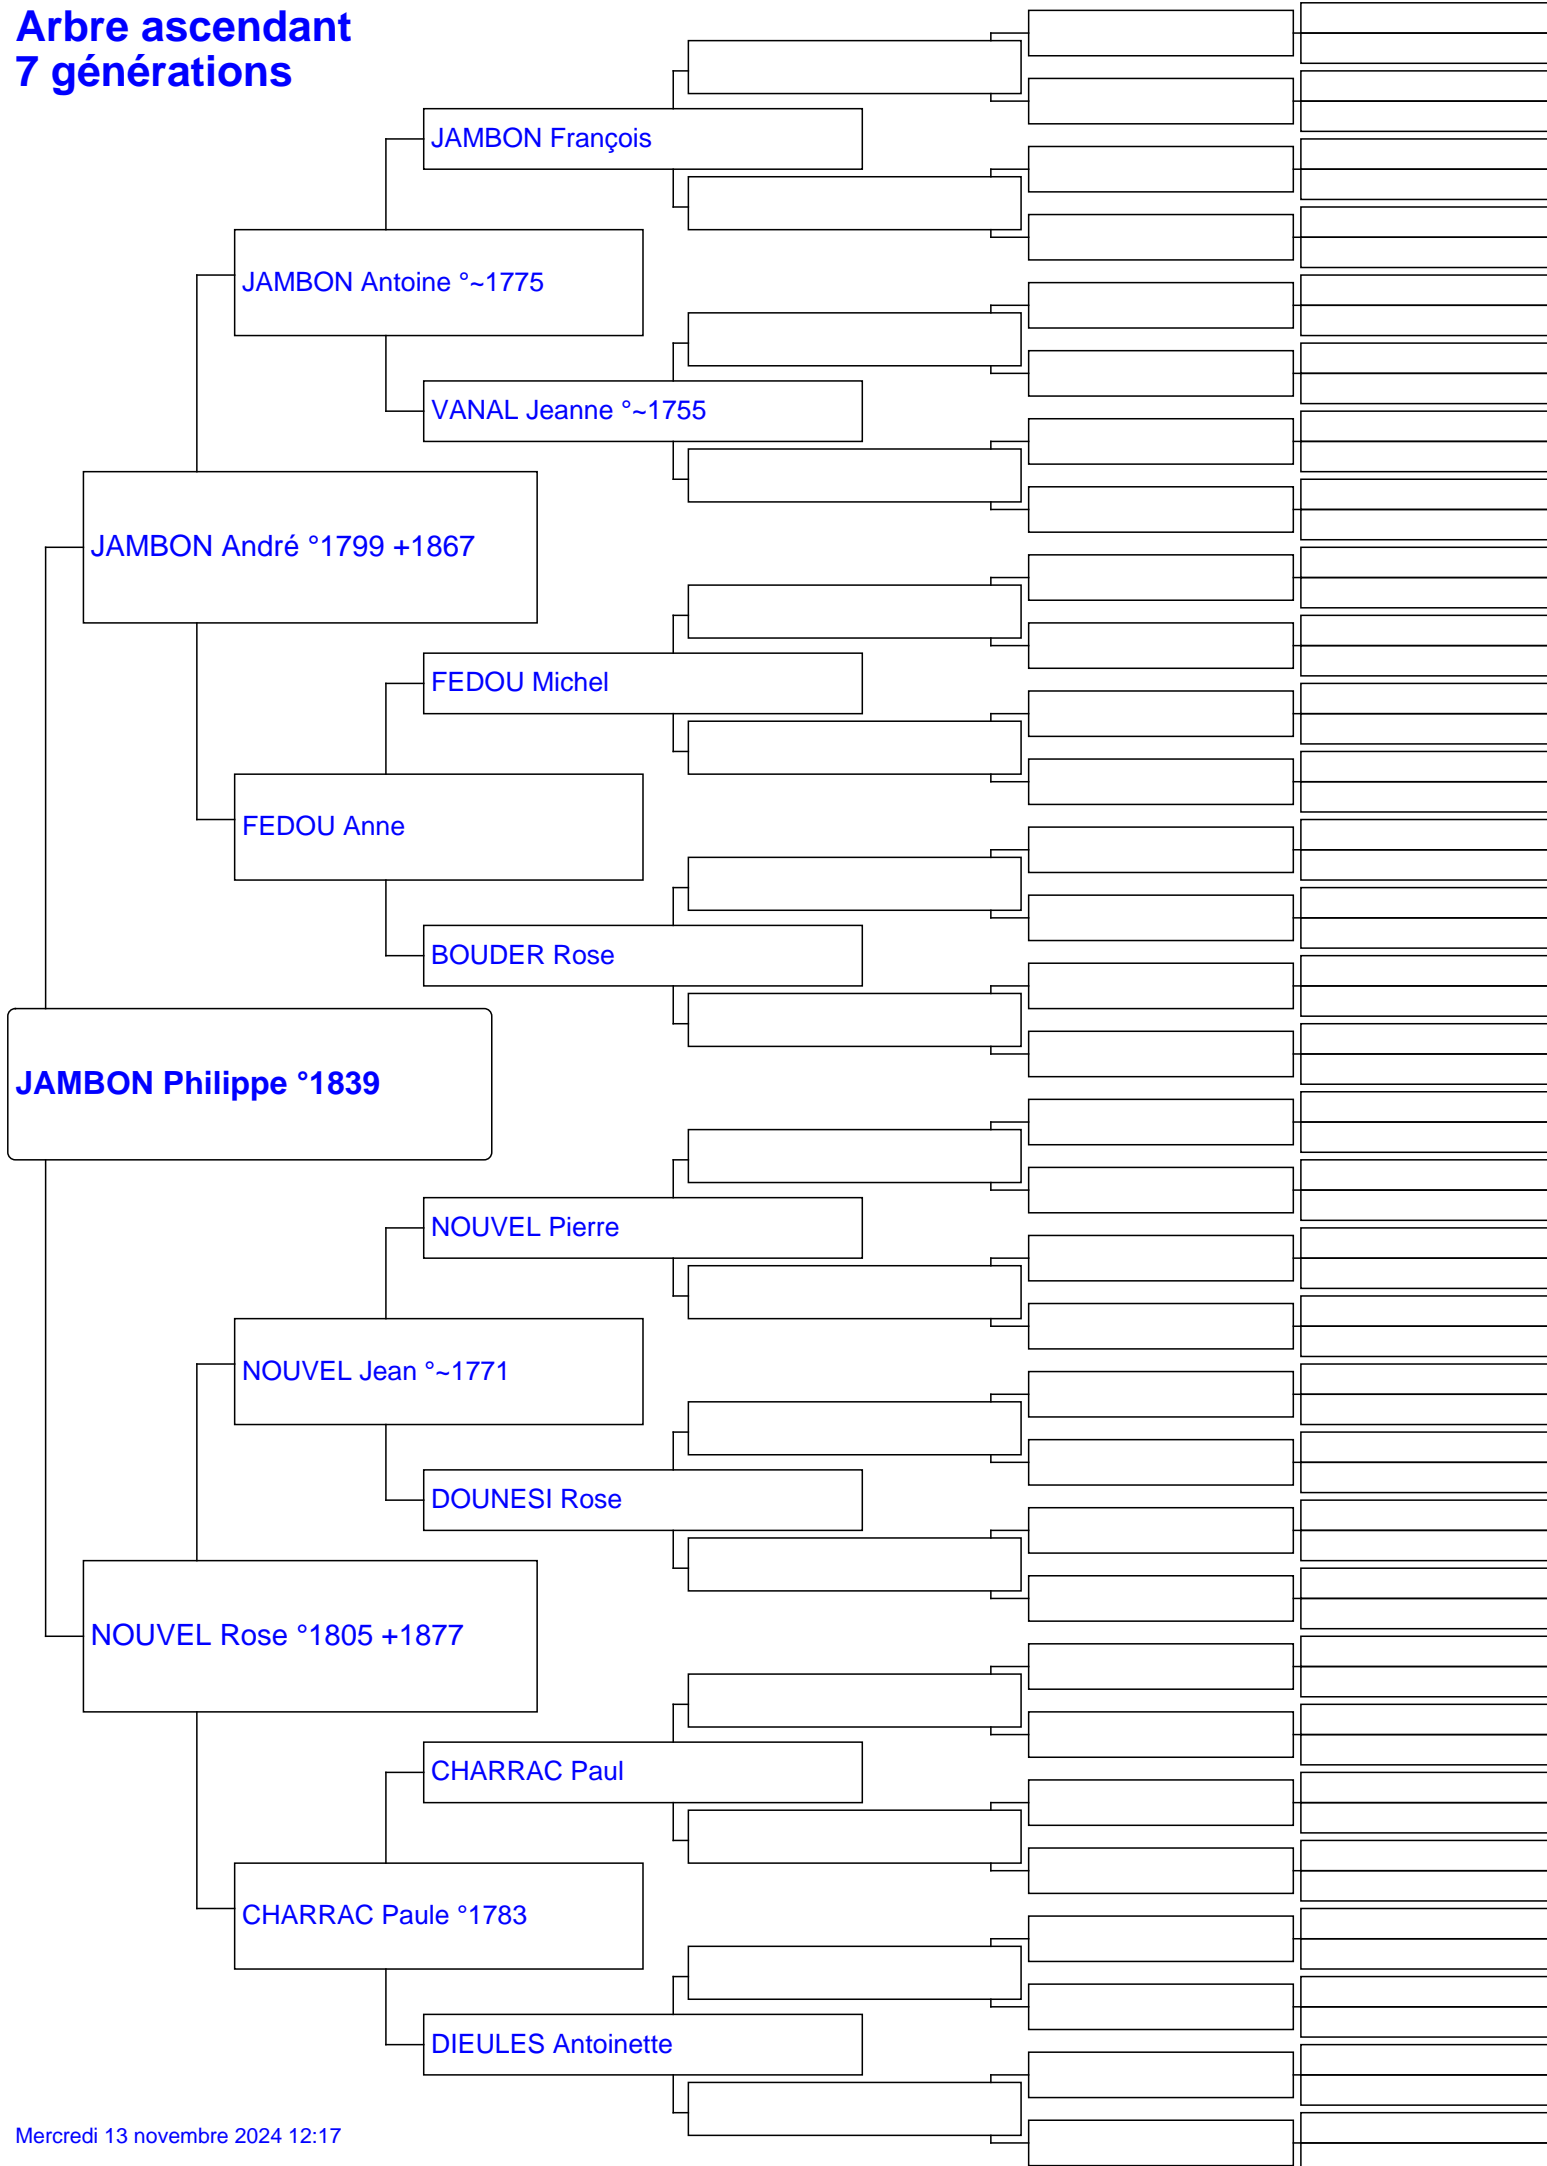 Arbre ascendant
7 générations
JAMBON François
JAMBON Antoine °~1775
VANAL Jeanne °~1755
JAMBON André °1799 +1867
FEDOU Michel
FEDOU Anne
BOUDER Rose
JAMBON Philippe °1839
NOUVEL Pierre
NOUVEL Jean °~1771
DOUNESI Rose
NOUVEL Rose °1805 +1877
CHARRAC Paul
CHARRAC Paule °1783
DIEULES Antoinette
Mercredi 13 novembre 2024 12:17